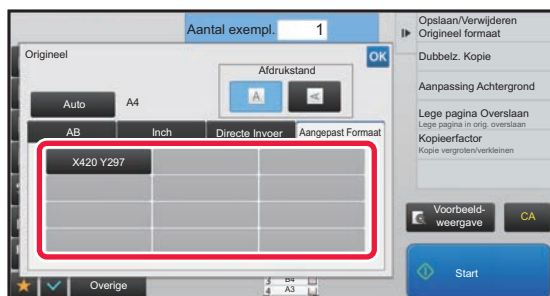 Aantal exempl. 1
Origineel
OK
Afdrukstand
A
A
Auto
A4
AB
Inch
Directe Invoer
Aangepast Formaat
X420 Y297
Overige
B4
4 A3
Opslaan/Verwijderen
Origineel formaat
Dubbelz. Kopie
Aanpassing Achtergrond
Lege pagina Overslaan
Lege pagina in orig. overslaan
Kopieerfactor
Kopie vergroten/verkleinen
Voorbeeld-
weergave
CA
Start